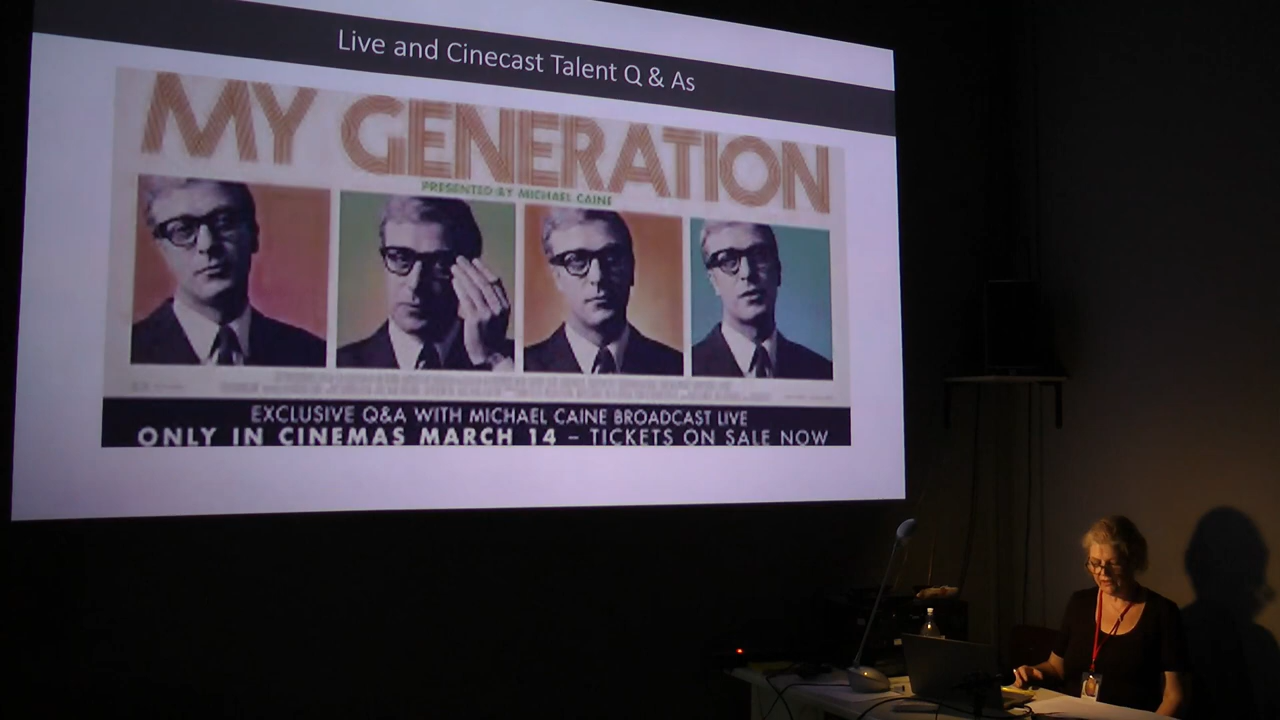 Live and Cinecast Talent Q & As
MY GENERATION
PRESENTED BY MICHAEL CAINE
EXCLUSIVE Q&A WITH MICHAEL CAINE BROADCAST LIVE
ONLY IN CINEMAS MARCH 14 – TICKETS ON SALE NOW